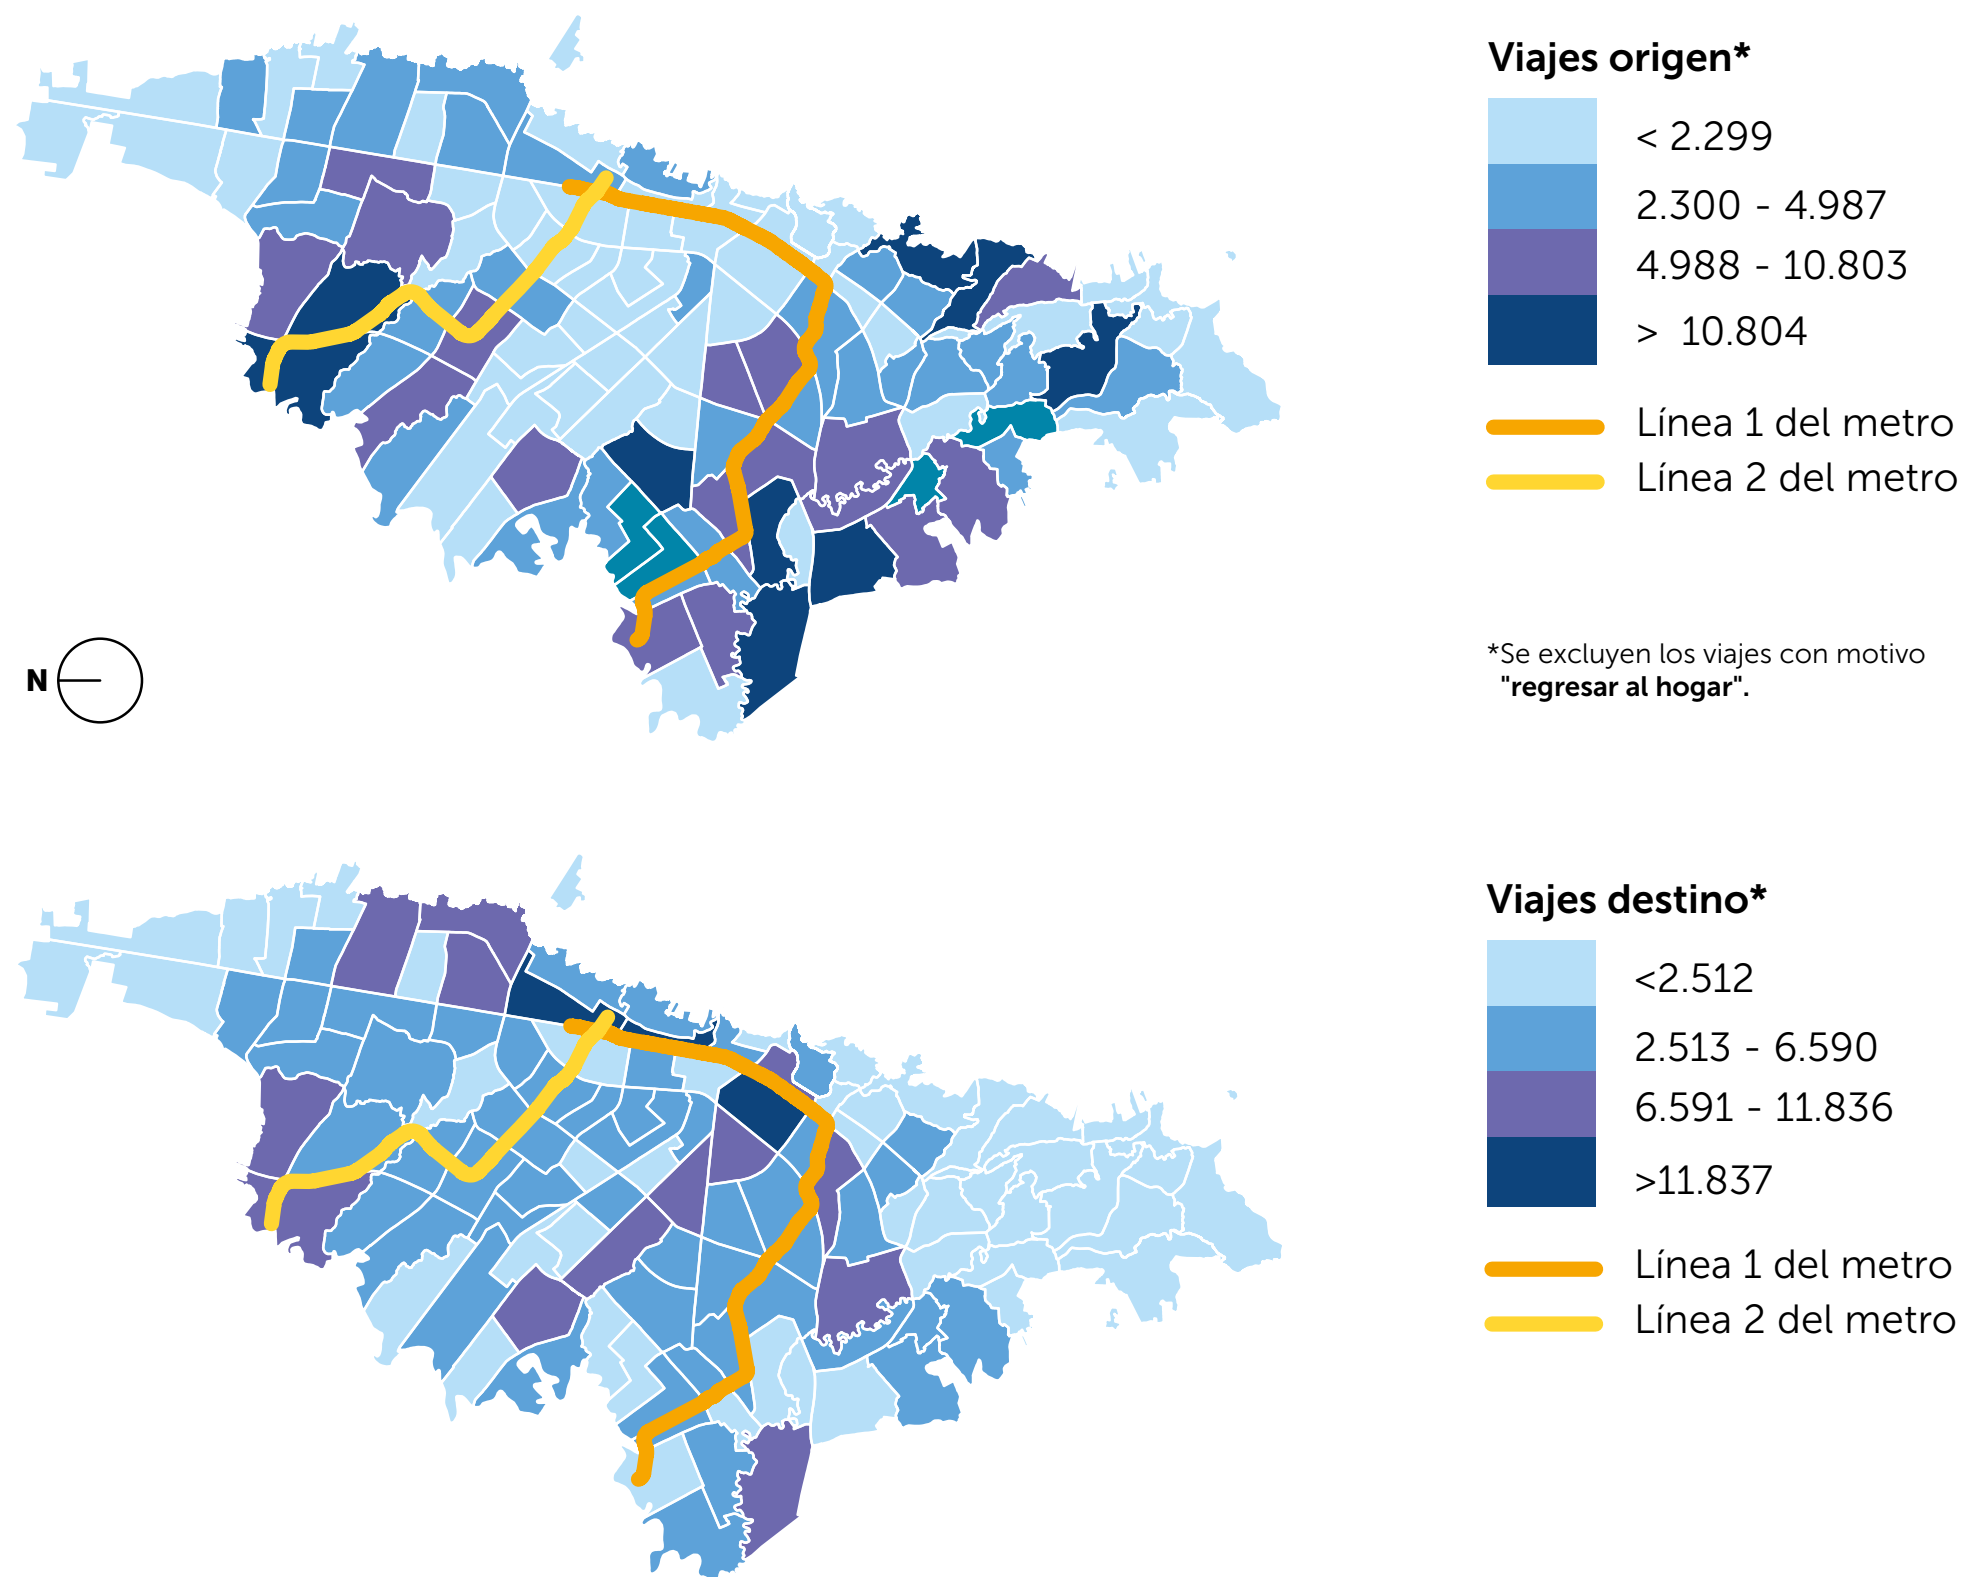 Viajes origen*
< 2.299
2.300 - 4.987
4.988 - 10.803
> 10.804
Línea 1 del metro
Línea 2 del metro
*Se excluyen los viajes con motivo
"regresar al hogar".
N
Viajes destino*
<2.512
2.513 - 6.590
6.591 - 11.836
>11.837
Línea 1 del metro
Línea 2 del metro